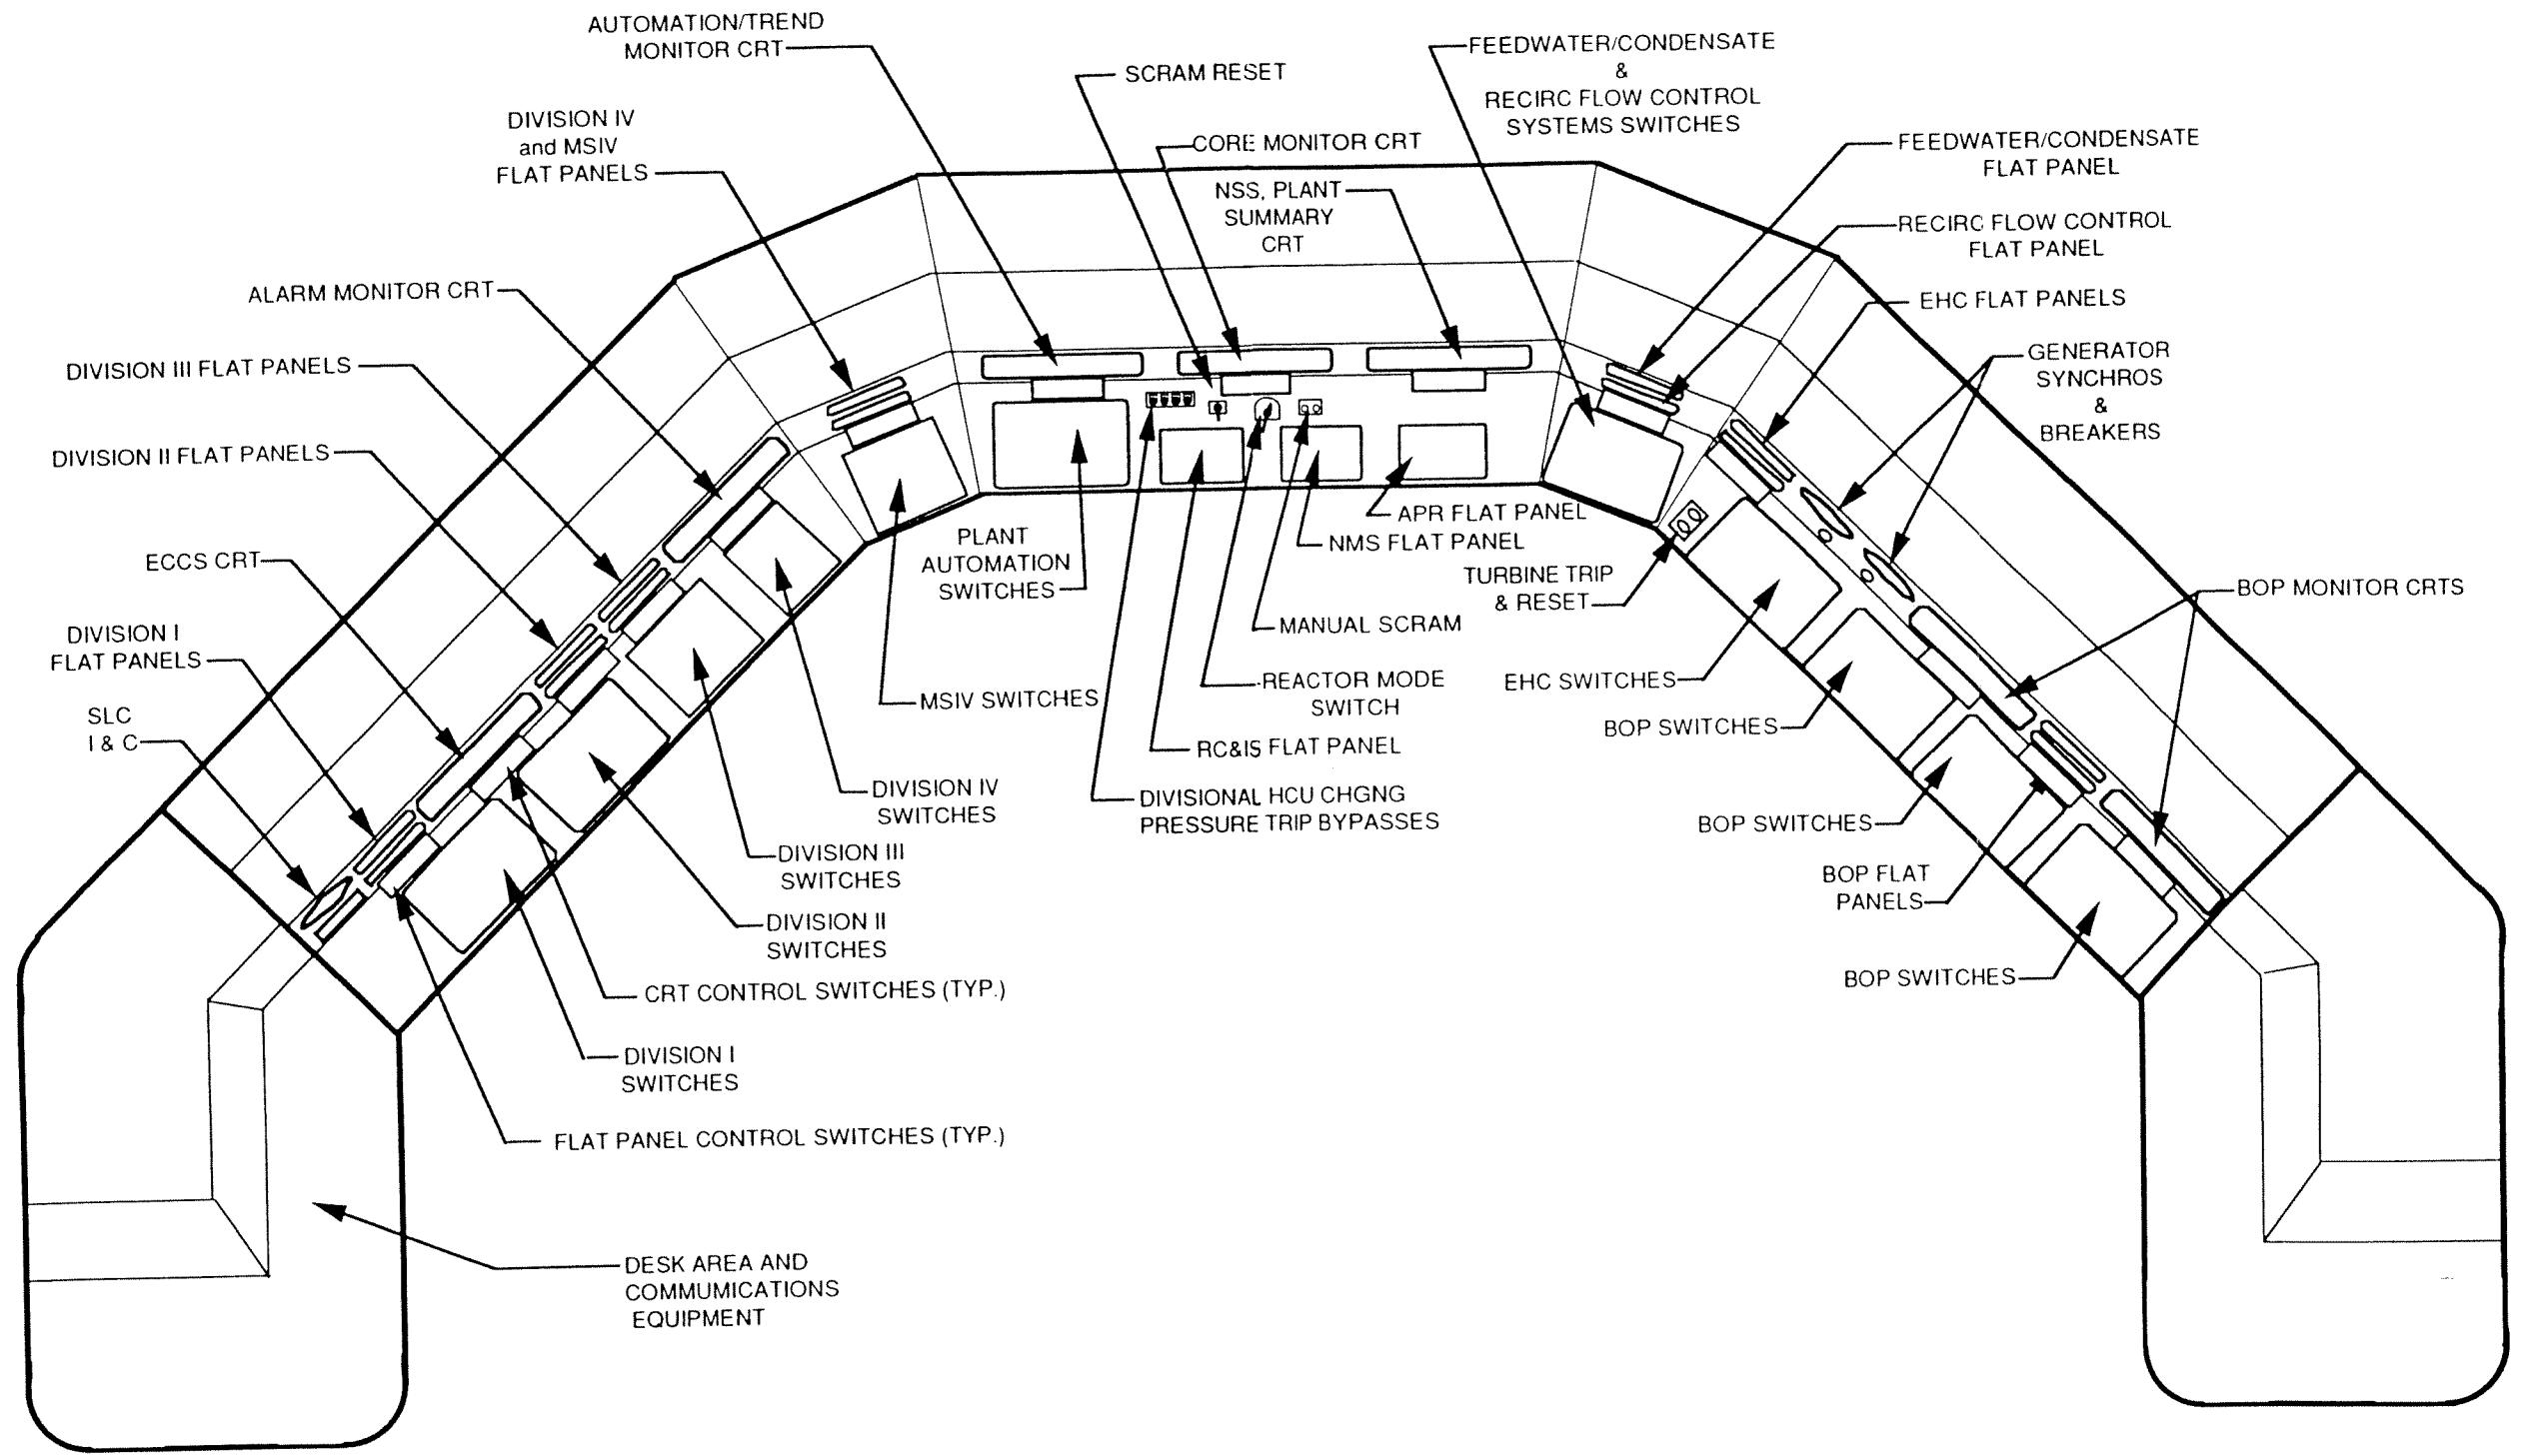 AUTOMATION/TREND
MONITOR CRT
SCRAM RESET
FEEDWATER/CONDENSATE
&
RECIRC FLOW CONTROL
SYSTEMS SWITCHES
DIVISION IV
and MSIV
FLAT PANELS
CORE MONITOR CRT
FEEDWATER/CONDENSATE
FLAT PANEL
NSS, PLANT
SUMMARY
CRT
RECIRC FLOW CONTROL
FLAT PANEL
ALARM MONITOR CRT
EHC FLAT PANELS
DIVISION III FLAT PANELS
GENERATOR
SYNCHROS
&
BREAKERS
DIVISION II FLAT PANELS
ECCS CRT
PLANT
AUTOMATION
SWITCHES
APR FLAT PANEL
NMS FLAT PANEL
TURBINE TRIP
& RESET
BOP MONITOR CRTS
DIVISION I
FLAT PANELS
MANUAL SCRAM
MSIV SWITCHES
REACTOR MODE
SWITCH
EHC SWITCHES
SLC
I & C
RC&IS FLAT PANEL
BOP SWITCHES
DIVISION IV
SWITCHES
DIVISIONAL HCU CHGNG
PRESSURE TRIP BYPASSES
BOP SWITCHES
DIVISION III
SWITCHES
BOP FLAT
PANELS
DIVISION II
SWITCHES
BOP SWITCHES
CRT CONTROL SWITCHES (TYP.)
DIVISION I
SWITCHES
FLAT PANEL CONTROL SWITCHES (TYP.)
DESK AREA AND
COMMUMICATIONS
EQUIPMENT